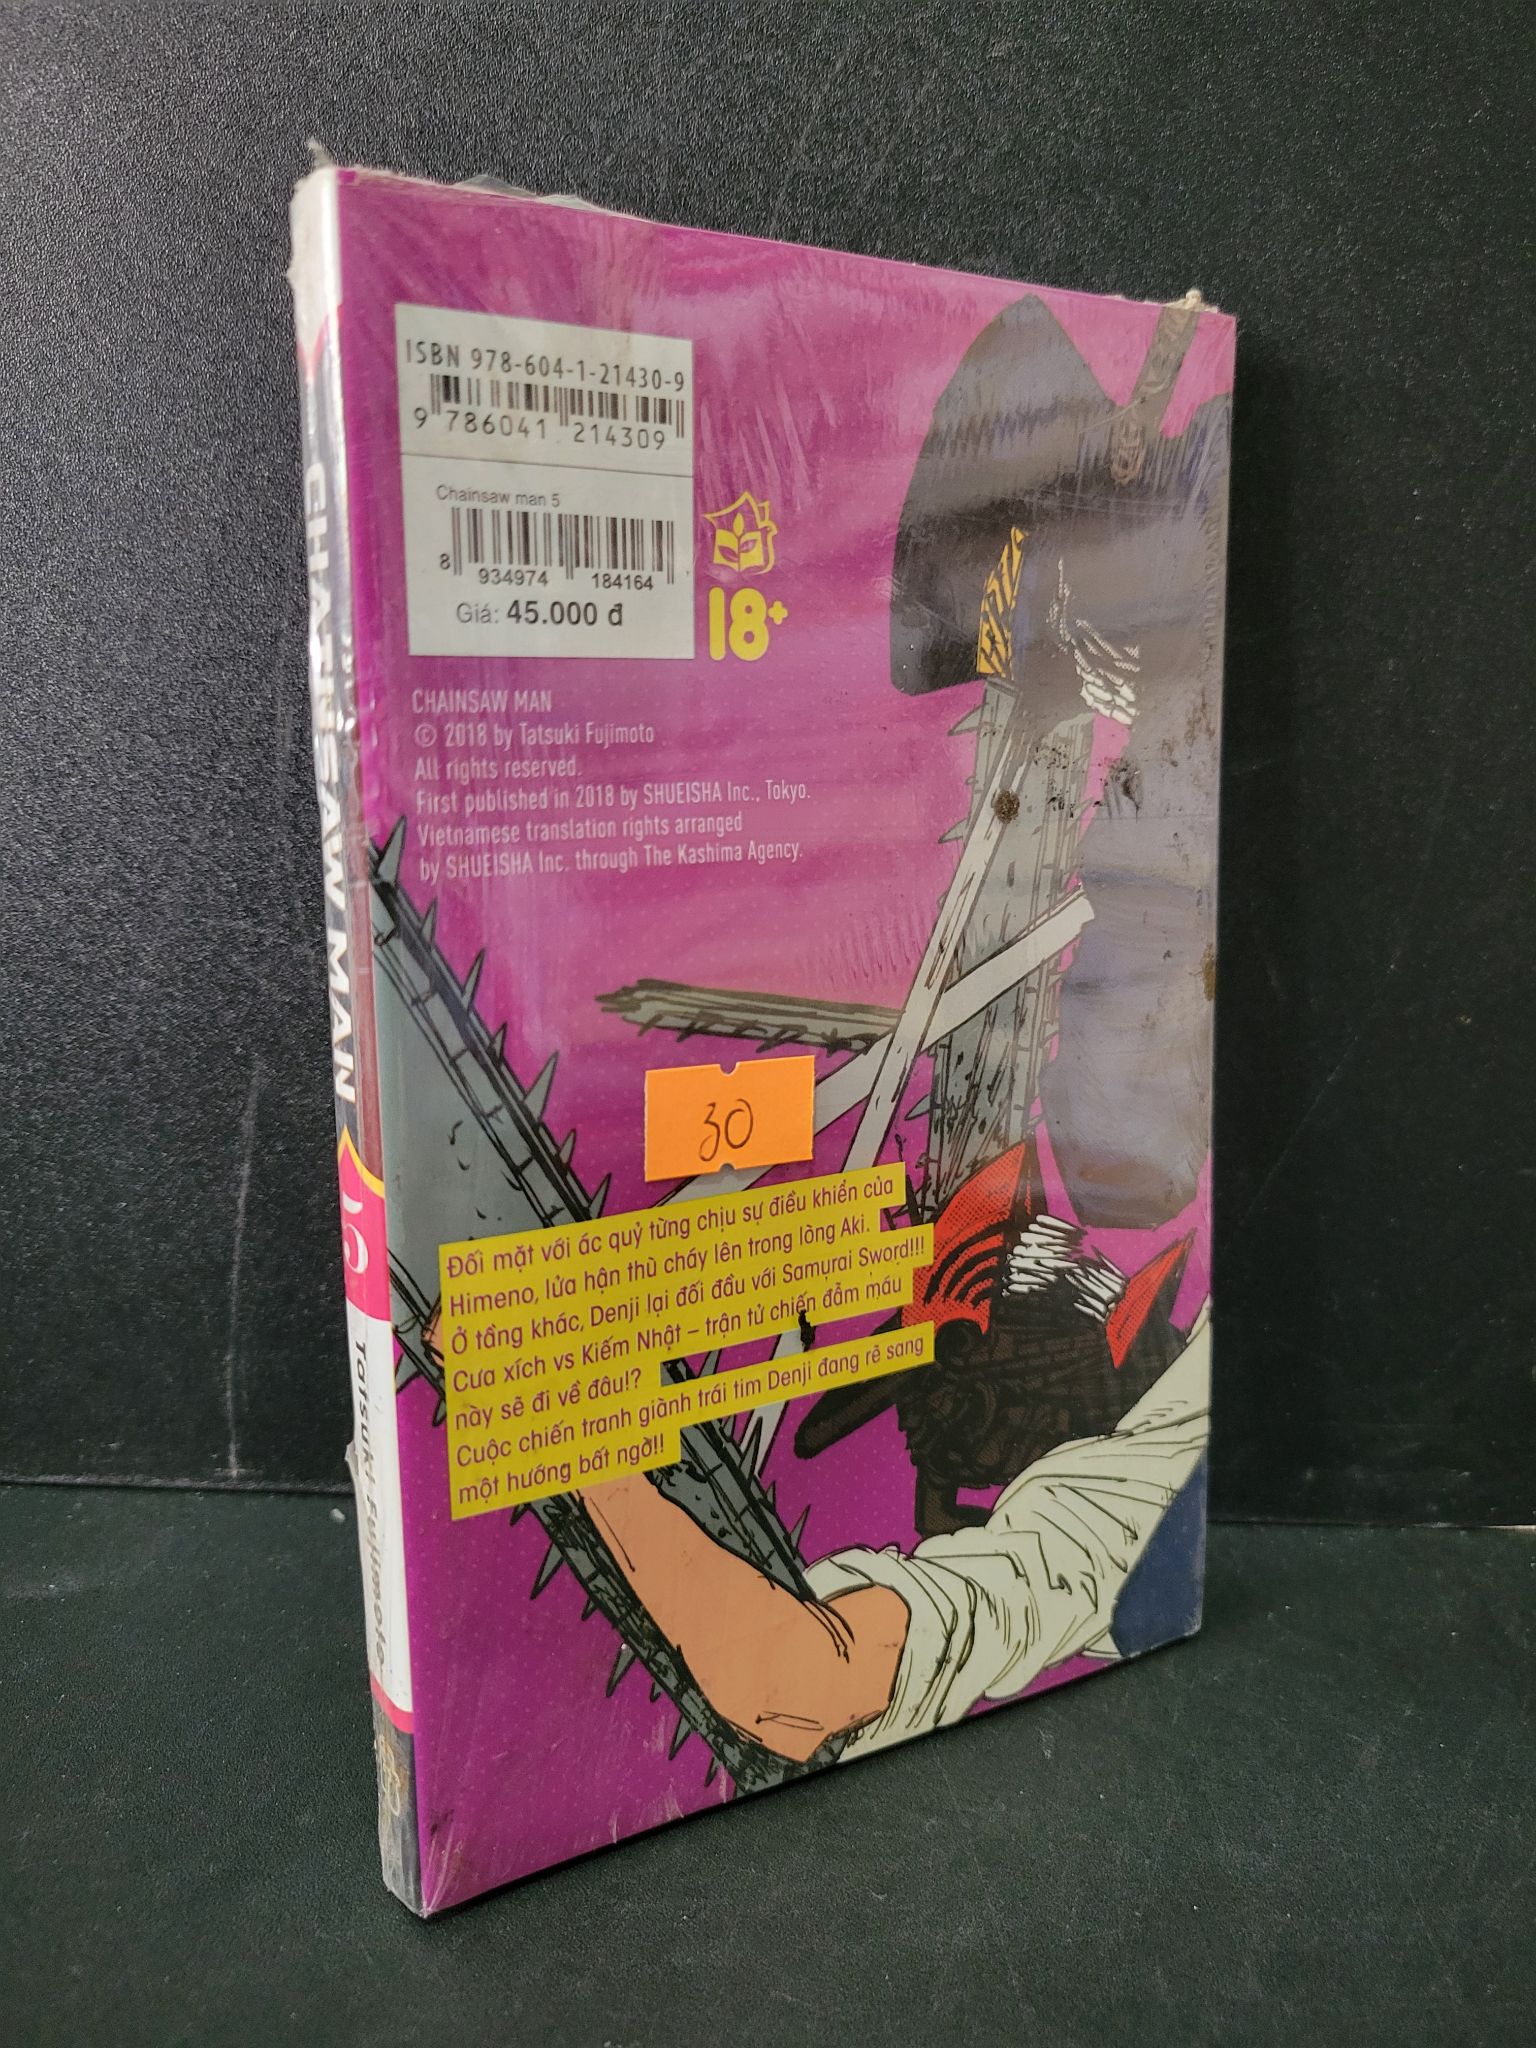 ISBN 978-604-1-21430-9
9 786041 214309
Chainsaw man 5
8 934974 184164
Giá: 45.000 đ
18+
CHAINSAW MAN
© 2018 by Tatsuki Fujimoto
All rights reserved.
First published in 2018 by SHUEISHA Inc., Tokyo.
Vietnamese translation rights arranged
by SHUEISHA Inc. through The Kashima Agency.
30
Đối mặt với ác quỷ từng chịu sự điều khiển của
Himeno, lửa hận thù cháy lên trong lòng Aki.
Ở tầng khác, Denji lại đối đầu với Samurai Sword!!!
Cưa xích vs Kiếm Nhật – trận tử chiến đẫm máu
này sẽ đi về đâu!?
Cuộc chiến tranh giành trái tim Denji đang rẽ sang
một hướng bất ngờ!!
CHAINSAW MAN
Tatsuki Fujimoto